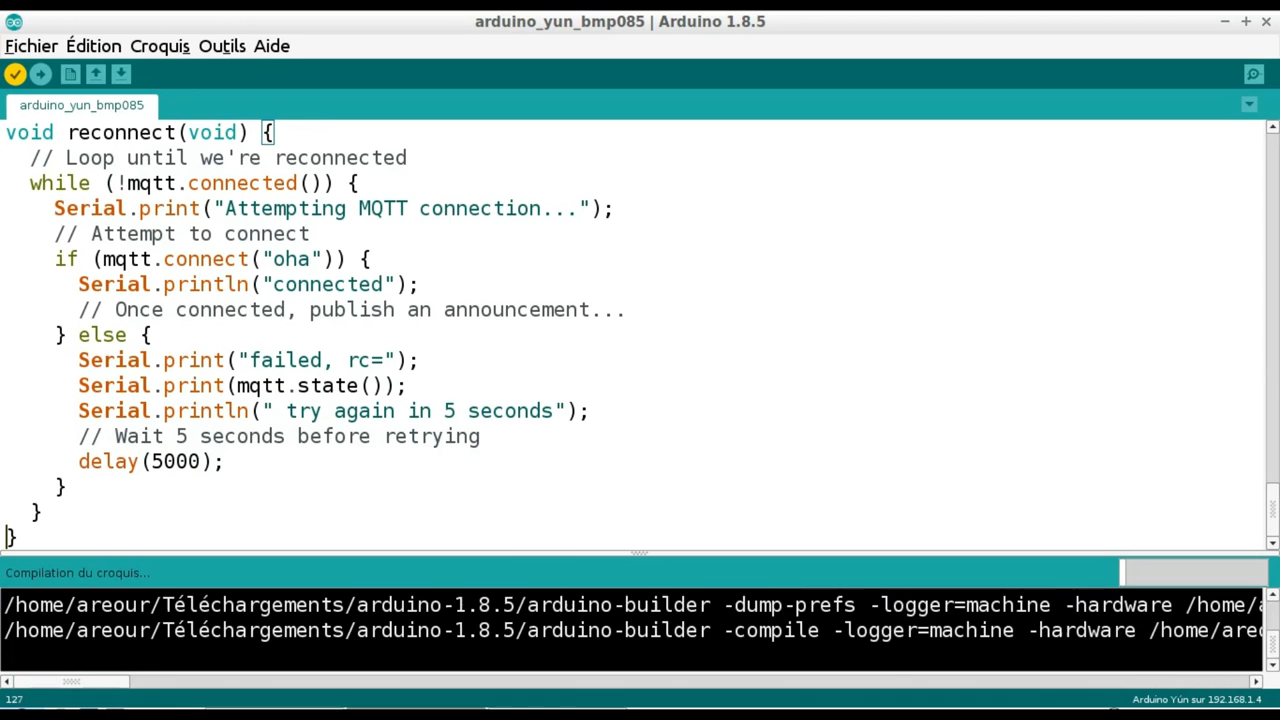 arduino_yun_bmp085 | Arduino 1.8.5
Fichier Édition Croquis Outils Aide
arduino_yun_bmp085
void reconnect(void) {
  // Loop until we're reconnected
  while (!mqtt.connected()) {
    Serial.print("Attempting MQTT connection...");
    // Attempt to connect
    if (mqtt.connect("oha")) {
      Serial.println("connected");
      // Once connected, publish an announcement...
    } else {
      Serial.print("failed, rc=");
      Serial.print(mqtt.state());
      Serial.println(" try again in 5 seconds");
      // Wait 5 seconds before retrying
      delay(5000);
    }
  }
}
Compilation du croquis...
/home/areour/Téléchargements/arduino-1.8.5/arduino-builder -dump-prefs -logger=machine -hardware /home/a
/home/areour/Téléchargements/arduino-1.8.5/arduino-builder -compile -logger=machine -hardware /home/areo
127
Arduino Yún sur 192.168.1.4